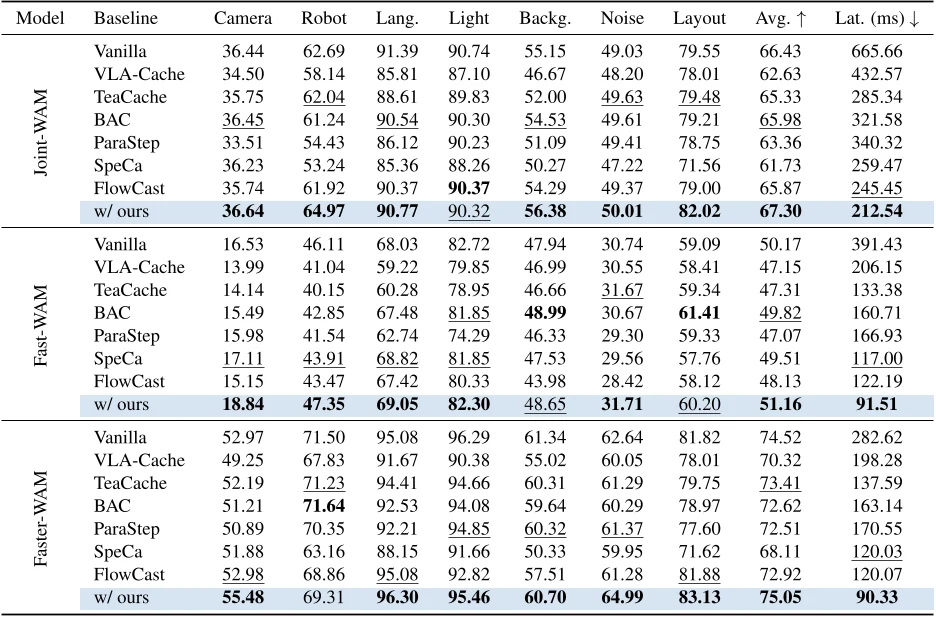 Model Baseline Camera Robot Lang. Light Backg. Noise Layout Avg. ↑ Lat. (ms) ↓
Joint-WAM
Vanilla 36.44 62.69 91.39 90.74 55.15 49.03 79.55 66.43 665.66
VLA-Cache 34.50 58.14 85.81 87.10 46.67 48.20 78.01 62.63 432.57
TeaCache 35.75 62.04 88.61 89.83 52.00 49.63 79.48 65.33 285.34
BAC 36.45 61.24 90.54 90.30 54.53 49.61 79.21 65.98 321.58
ParaStep 33.51 54.43 86.12 90.23 51.09 49.41 78.75 63.36 340.32
SpeCa 36.23 53.24 85.36 88.26 50.27 47.22 71.56 61.73 259.47
FlowCast 35.74 61.92 90.37 90.37 54.29 49.37 79.00 65.87 245.45
w/ ours 36.64 64.97 90.77 90.32 56.38 50.01 82.02 67.30 212.54
Fast-WAM
Vanilla 16.53 46.11 68.03 82.72 47.94 30.74 59.09 50.17 391.43
VLA-Cache 13.99 41.04 59.22 79.85 46.99 30.55 58.41 47.15 206.15
TeaCache 14.14 40.15 60.28 78.95 46.66 31.67 59.34 47.31 133.38
BAC 15.49 42.85 67.48 81.85 48.99 30.67 61.41 49.82 160.71
ParaStep 15.98 41.54 62.74 74.29 46.33 29.30 59.33 47.07 166.93
SpeCa 17.11 43.91 68.82 81.85 47.53 29.56 57.76 49.51 117.00
FlowCast 15.15 43.47 67.42 80.33 43.98 28.42 58.12 48.13 122.19
w/ ours 18.84 47.35 69.05 82.30 48.65 31.71 60.20 51.16 91.51
Faster-WAM
Vanilla 52.97 71.50 95.08 96.29 61.34 62.64 81.82 74.52 282.62
VLA-Cache 49.25 67.83 91.67 90.38 55.02 60.05 78.01 70.32 198.28
TeaCache 52.19 71.23 94.41 94.66 60.31 61.29 79.75 73.41 137.59
BAC 51.21 71.64 92.53 94.08 59.64 60.29 78.97 72.62 163.14
ParaStep 50.89 70.35 92.21 94.85 60.32 61.37 77.60 72.51 170.55
SpeCa 51.88 63.16 88.15 91.66 50.33 59.95 71.62 68.11 120.03
FlowCast 52.98 68.86 95.08 92.82 57.51 61.28 81.88 72.92 120.07
w/ ours 55.48 69.31 96.30 95.46 60.70 64.99 83.13 75.05 90.33